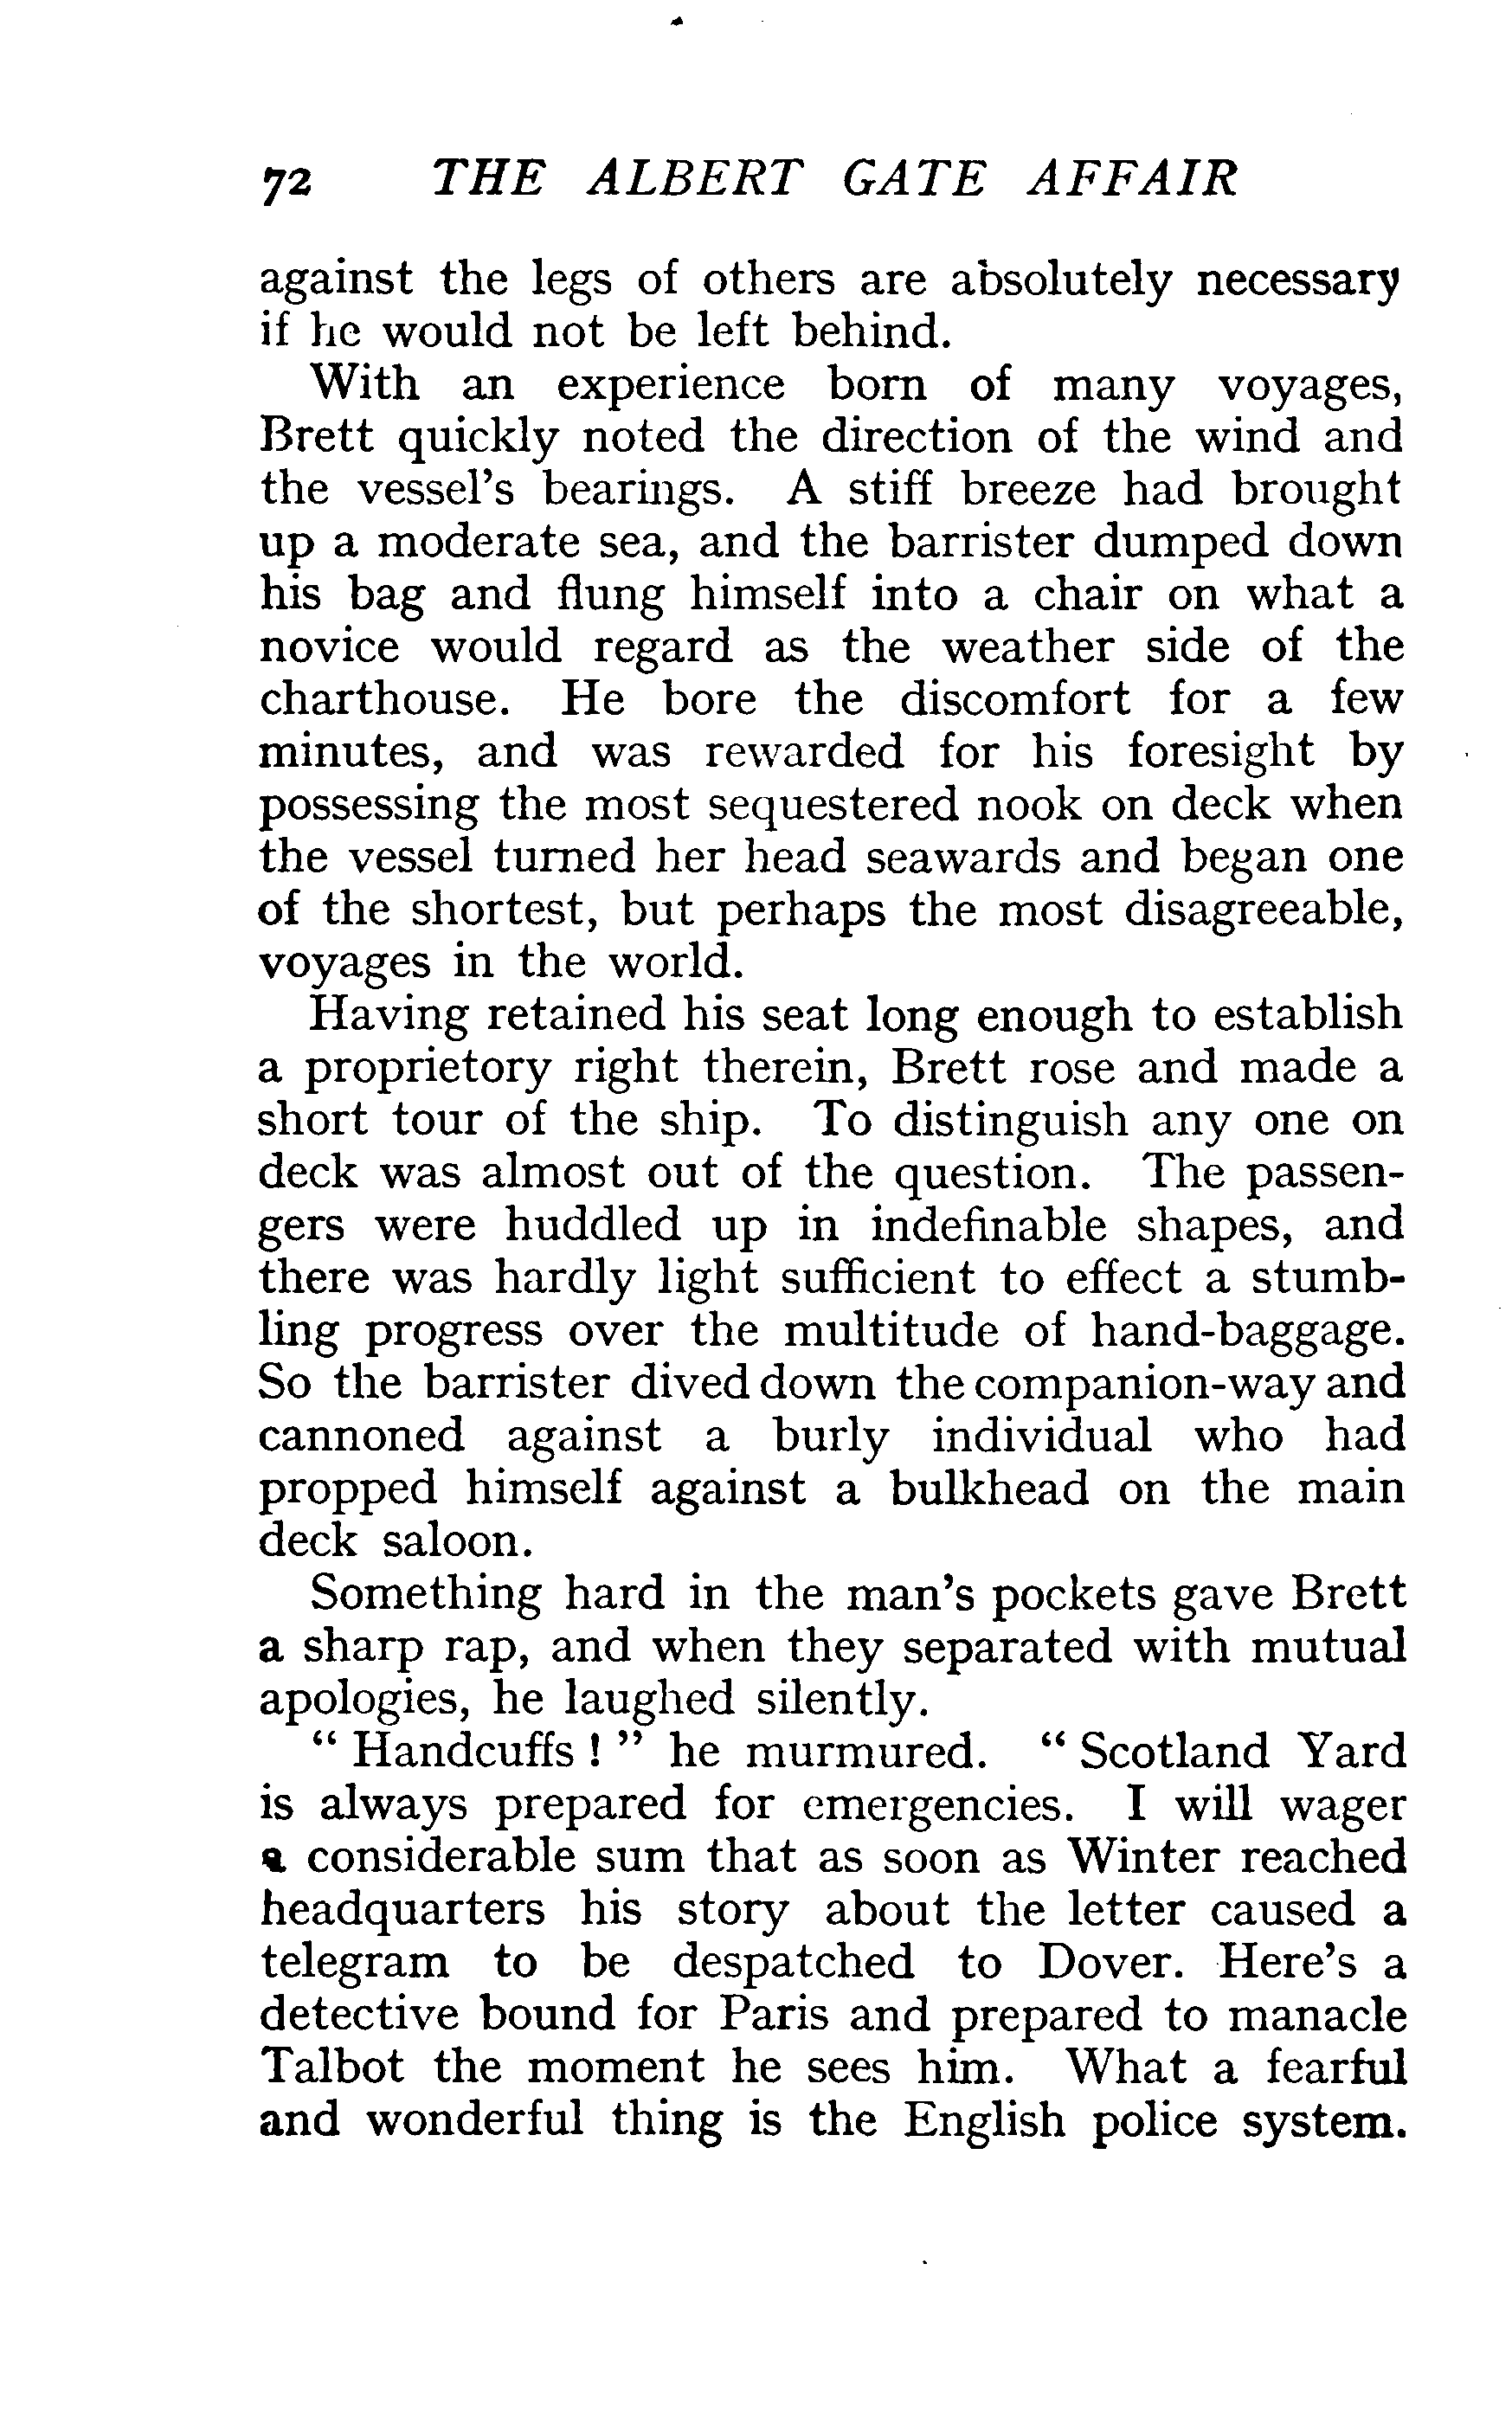 72 THE ALBERT GATE AFFAIR
against the legs of others are absolutely necessary
if he would not be left behind.
With an experience born of many voyages,
Brett quickly noted the direction of the wind and
the vessel's bearings. A stiff breeze had brought
up a moderate sea, and the barrister dumped down
his bag and flung himself into a chair on what a
novice would regard as the weather side of the
charthouse. He bore the discomfort for a few
minutes, and was rewarded for his foresight by
possessing the most sequestered nook on deck when
the vessel turned her head seawards and began one
of the shortest, but perhaps the most disagreeable,
voyages in the world.
Having retained his seat long enough to establish
a proprietory right therein, Brett rose and made a
short tour of the ship. To distinguish any one on
deck was almost out of the question. The passen-
gers were huddled up in indefinable shapes, and
there was hardly light sufficient to effect a stumb-
ling progress over the multitude of hand-baggage.
So the barrister dived down the companion-way and
cannoned against a burly individual who had
propped himself against a bulkhead on the main
deck saloon.
Something hard in the man's pockets gave Brett
a sharp rap, and when they separated with mutual
apologies, he laughed silently.
" Handcuffs ! " he murmured. " Scotland Yard
is always prepared for emergencies. I will wager
a considerable sum that as soon as Winter reached
headquarters his story about the letter caused a
telegram to be despatched to Dover. Here's a
detective bound for Paris and prepared to manacle
Talbot the moment he sees him. What a fearful
and wonderful thing is the English police system.